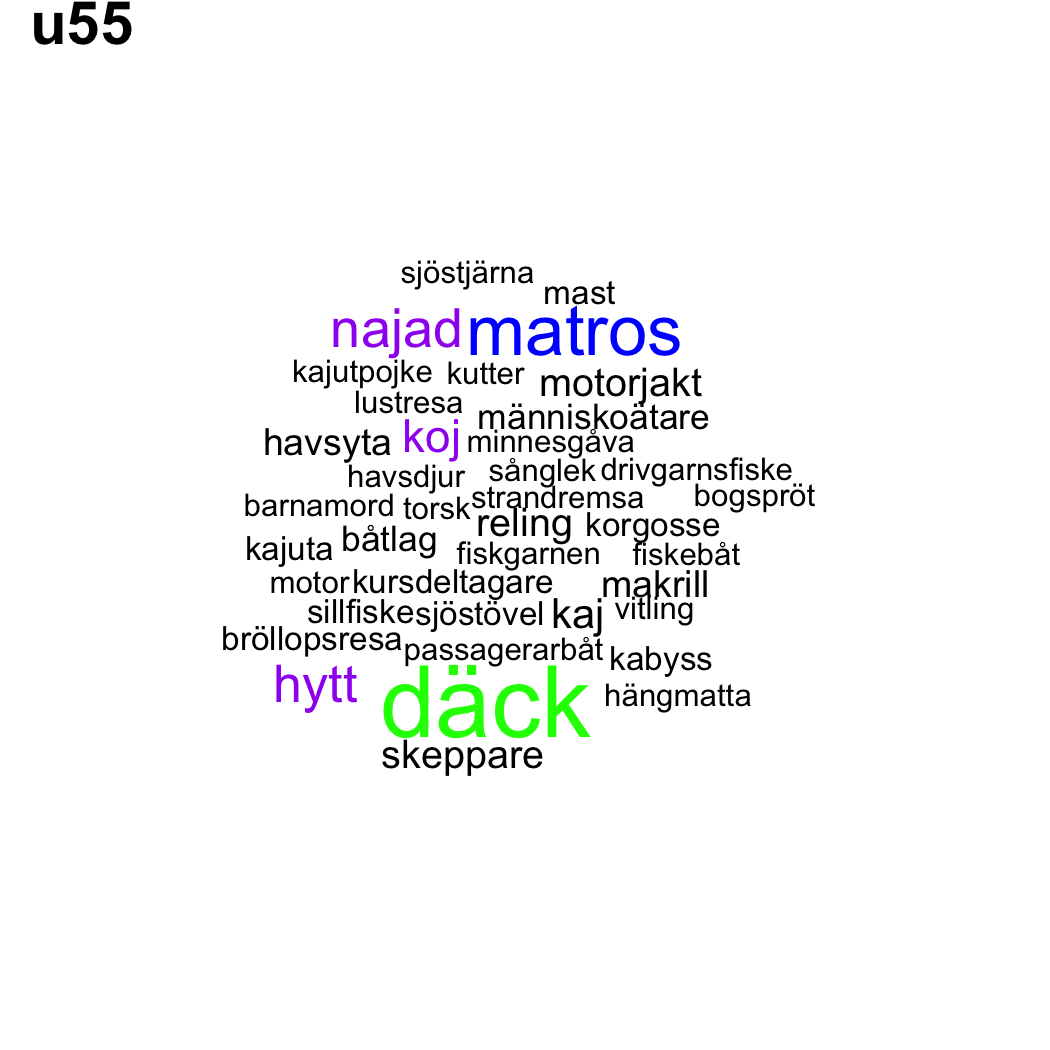 u55
sjöstjärna
mast
najad matros
kajutpojke kutter motorjakt
lustresa människoätare
havsyta koj minnesgåva
havsdjur sånglek drivgarnsfiske
barnamord torsk strandremsa bogspröt
reling korgosse
kajuta båtlag fiskgarnen fiskebåt
motor kursdeltagare makrill
sillfiske sjöstövel kaj vitling
bröllopsresa passagerarbåt kabyss
hytt däck hängmatta
skeppare